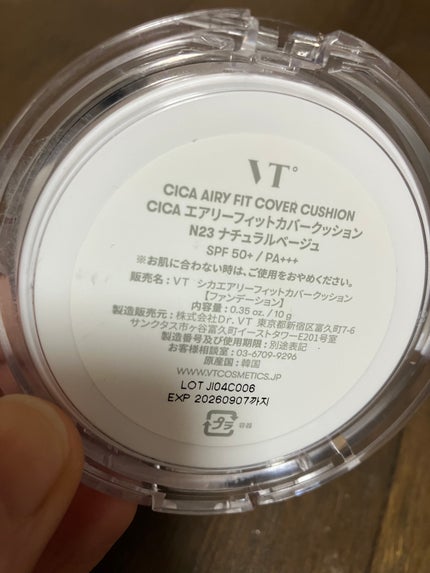 VT°
CICA AIRY FIT COVER CUSHION
CICA エアリーフィットカバークッション
N23 ナチュラルベージュ
SPF 50+ / PA+++
※お肌に合わない時は、ご使用をおやめください。
販売名：VT シカエアリーフィットカバークッション
【ファンデーション】
内容量：0.35 oz. / 10 g
製造販売元：株式会社Dr. VT 東京都新宿区富久町7-6
サンクタス市ヶ谷富久町イーストタワーE201号室
製造番号及び使用期限：別途表記
お客様相談室：03-6709-9296
原産国：韓国
WWW.VTCOSMETICS.JP
LOT JI04C006
EXP 20260907까지
プラ 容器